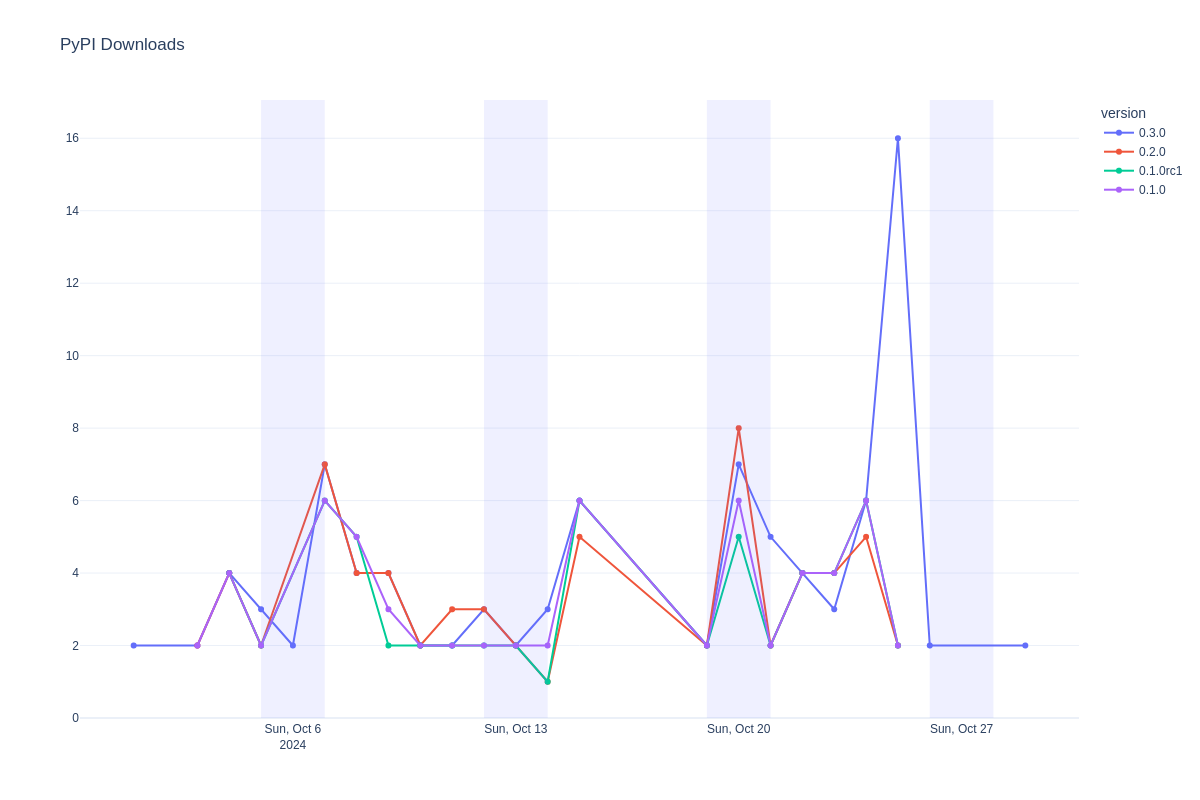 PyPI Downloads
version
0.3.0
0.2.0
0.1.0rc1
0.1.0
16
14
12
10
8
6
4
2
0
Sun, Oct 6
2024
Sun, Oct 13
Sun, Oct 20
Sun, Oct 27